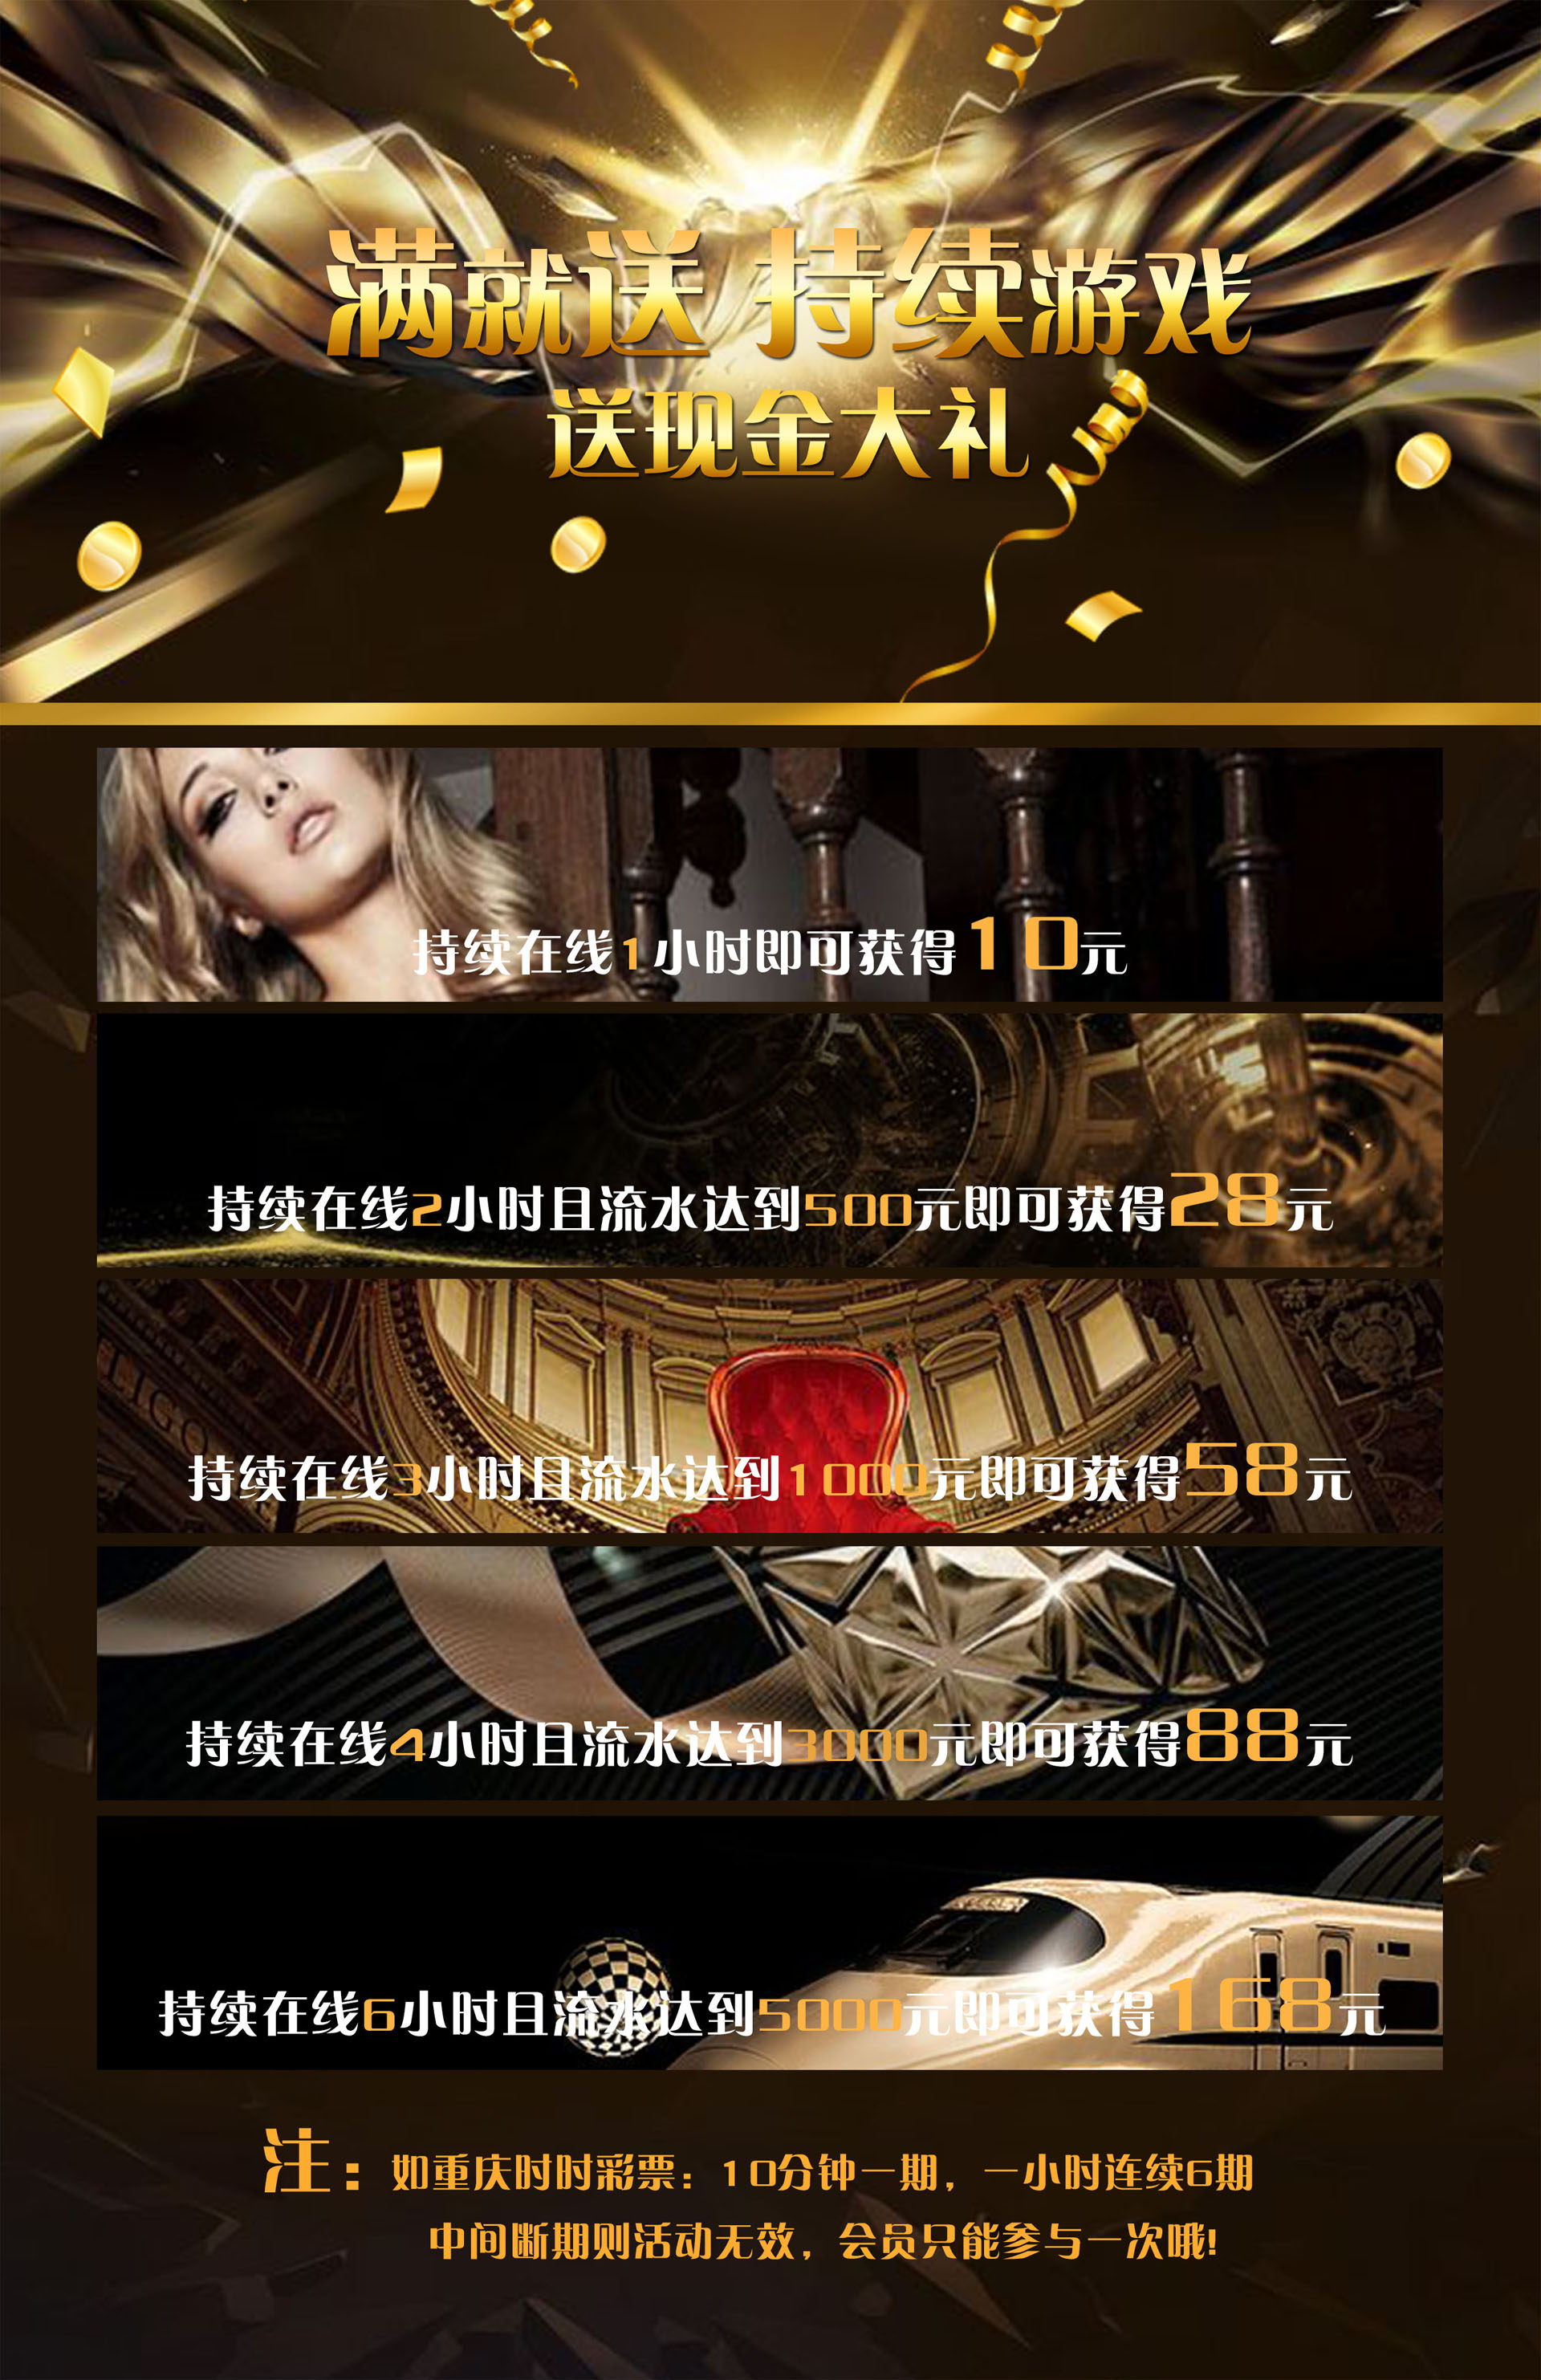 满就送 持续游戏
送现金大礼
持续在线1小时即可获得10元
持续在线2小时且流水达到500元即可获得28元
LIGO
持续在线3小时且流水达到1000元即可获得58元
持续在线4小时且流水达到3000元即可获得88元
持续在线6小时且流水达到5000元即可获得168元
注：如重庆时时彩票：10分钟一期，一小时连续6期
中间断期则活动无效，会员只能参与一次哦!